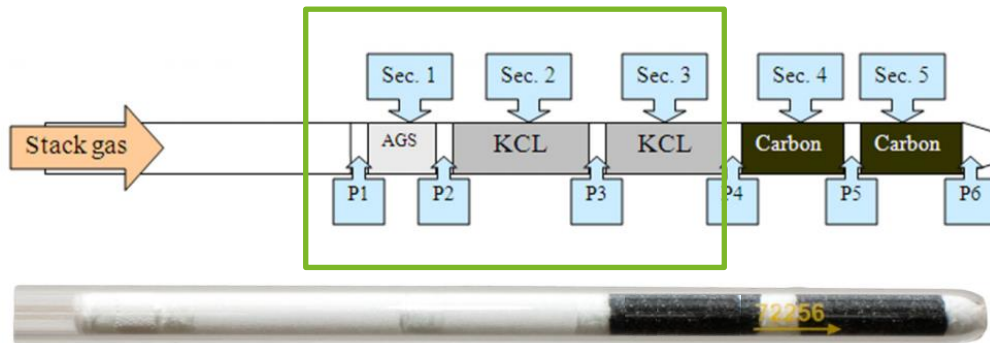 Sec. 1
Sec. 2
Sec. 3
Sec. 4
Sec. 5
Stack gas
AGS
KCL
KCL
Carbon
Carbon
P1
P2
P3
P4
P5
P6
72256